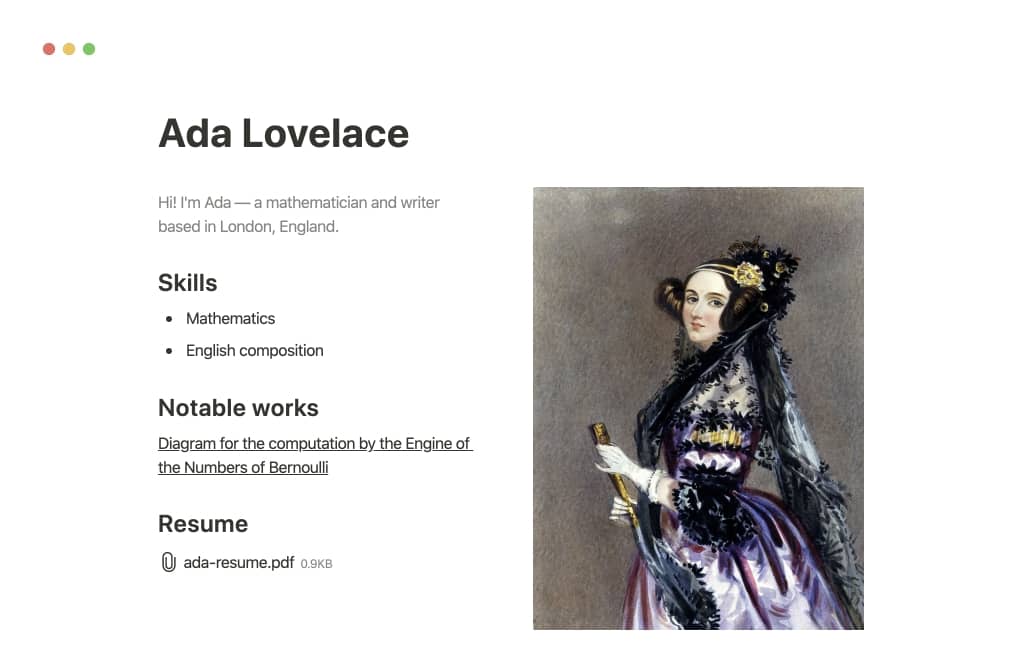 Ada Lovelace
Hi! I'm Ada — a mathematician and writer
based in London, England.
Skills
• Mathematics
• English composition
Notable works
Diagram for the computation by the Engine of
the Numbers of Bernoulli
Resume
ada-resume.pdf 0.9KB